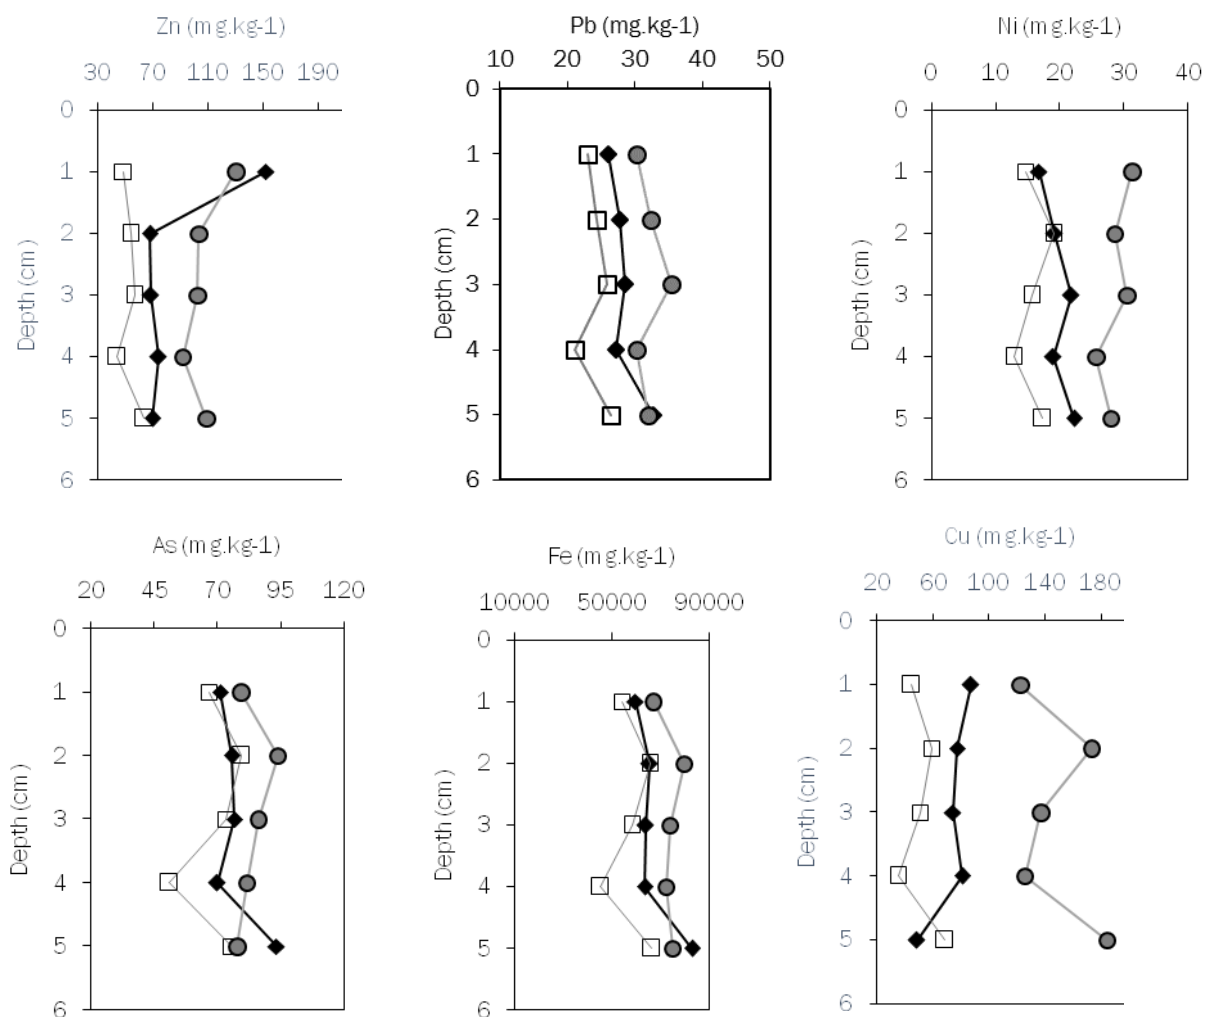 Zn (mg.kg-1)
30 70 110 150 190
0
1
2
3
4
5
6
Depth (cm)
Pb (mg.kg-1)
10 20 30 40 50
0
1
2
3
4
5
6
Depth (cm)
Ni (mg.kg-1)
0 10 20 30 40
0
1
2
3
4
5
6
Depth (cm)
As (mg.kg-1)
20 45 70 95 120
0
1
2
3
4
5
6
Depth (cm)
Fe (mg.kg-1)
10000 50000 90000
0
1
2
3
4
5
6
Depth (cm)
Cu (mg.kg-1)
20 60 100 140 180
0
1
2
3
4
5
6
Depth (cm)